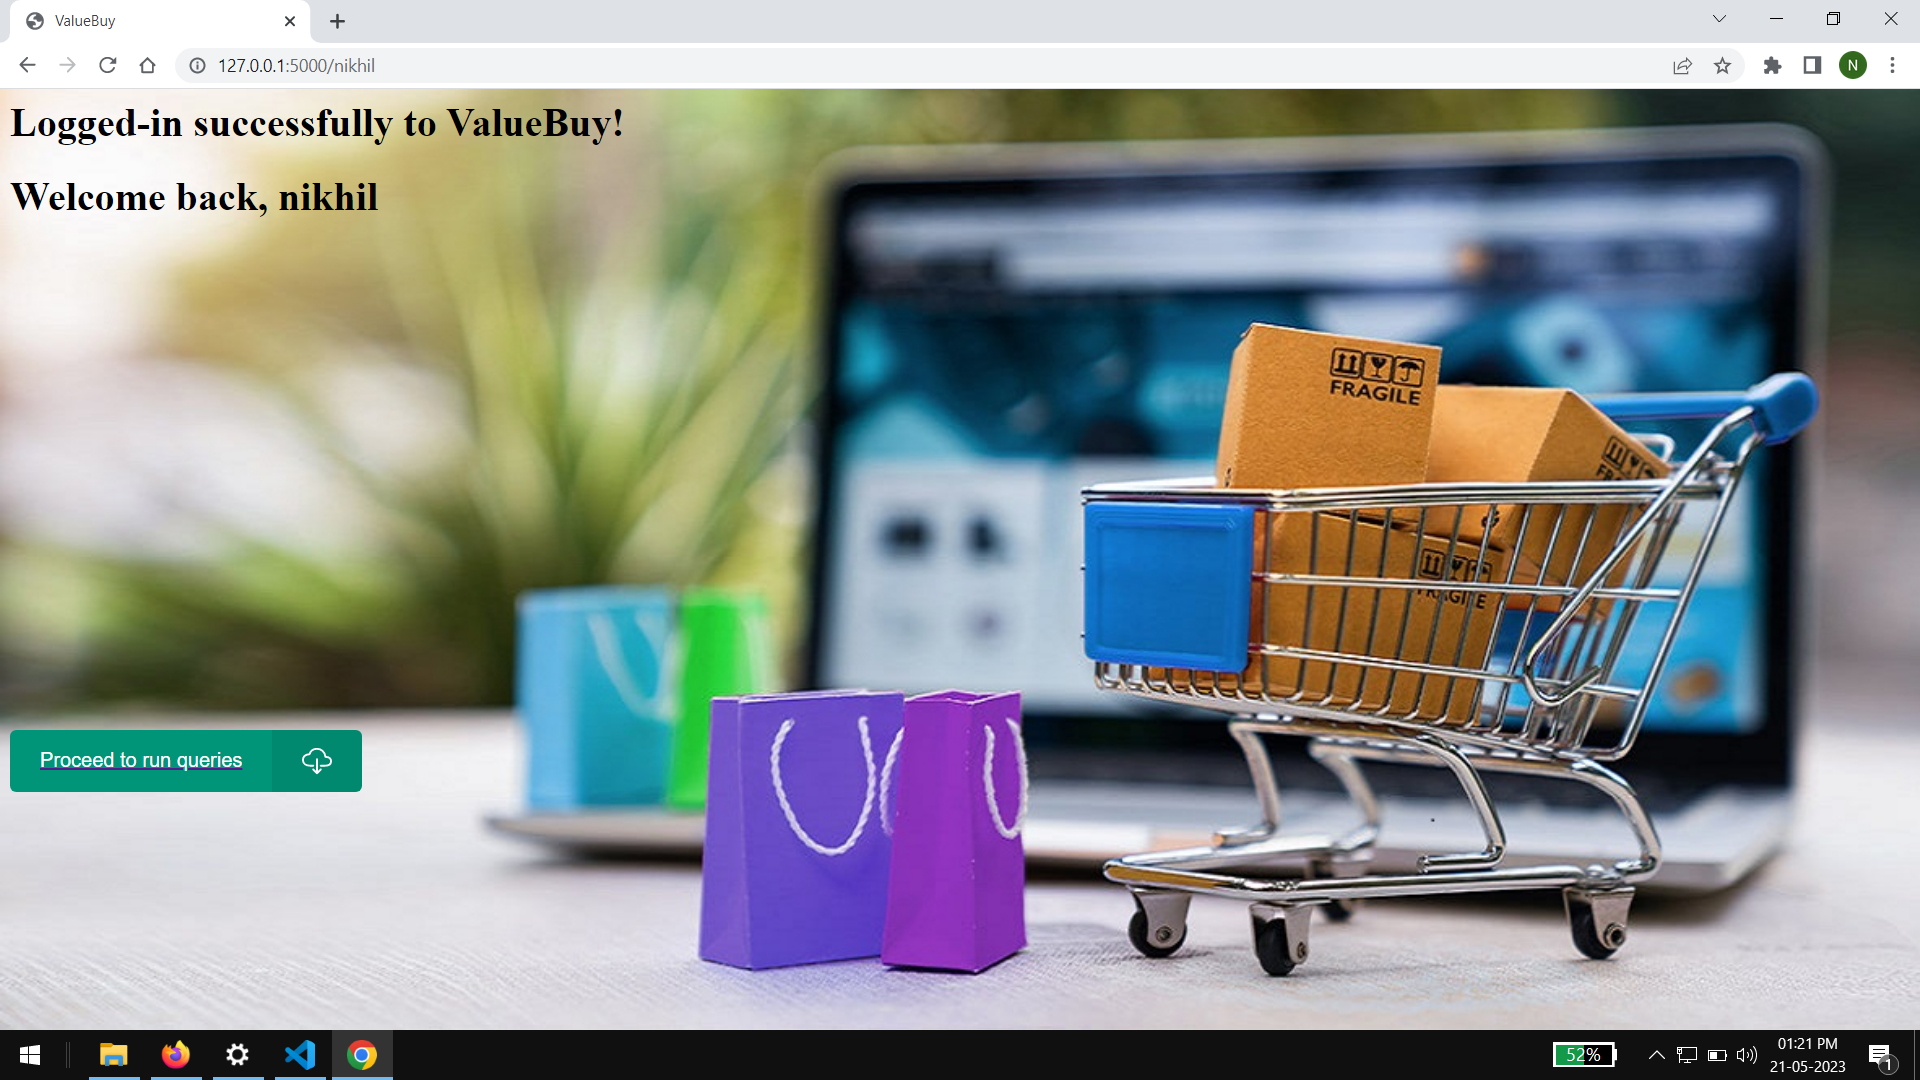 ValueBuy
127.0.0.1:5000/nikhil
N
Logged-in successfully to ValueBuy!
Welcome back, nikhil
FRAGILE
FRAGILE
Proceed to run queries
52%
01:21 PM
21-05-2023
1